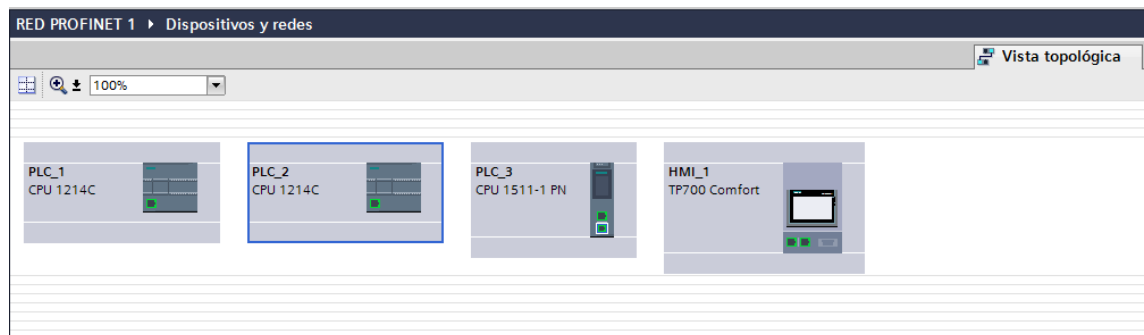 RED PROFINET 1 ▸ Dispositivos y redes
Vista topológica
100%
PLC_1
CPU 1214C
PLC_2
CPU 1214C
PLC_3
CPU 1511-1 PN
HMI_1
TP700 Comfort